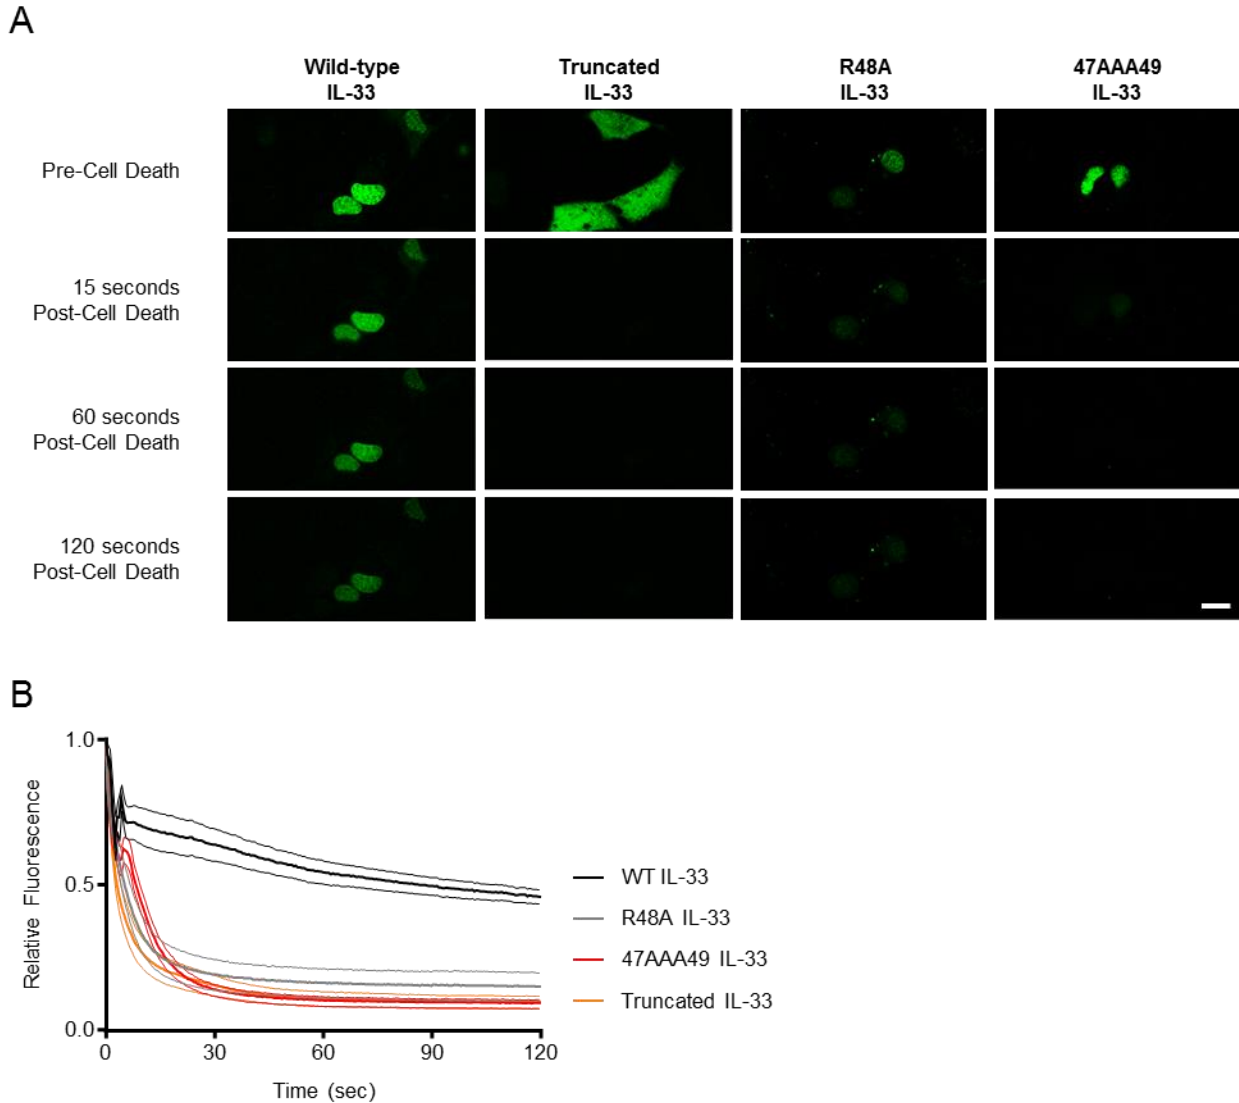 A
Wild-type
IL-33
Truncated
IL-33
R48A
IL-33
47AAA49
IL-33
Pre-Cell Death
15 seconds
Post-Cell Death
60 seconds
Post-Cell Death
120 seconds
Post-Cell Death
B
Relative Fluorescence
1.0
0.5
0.0
0
30
60
90
120
Time (sec)
WT IL-33
R48A IL-33
47AAA49 IL-33
Truncated IL-33